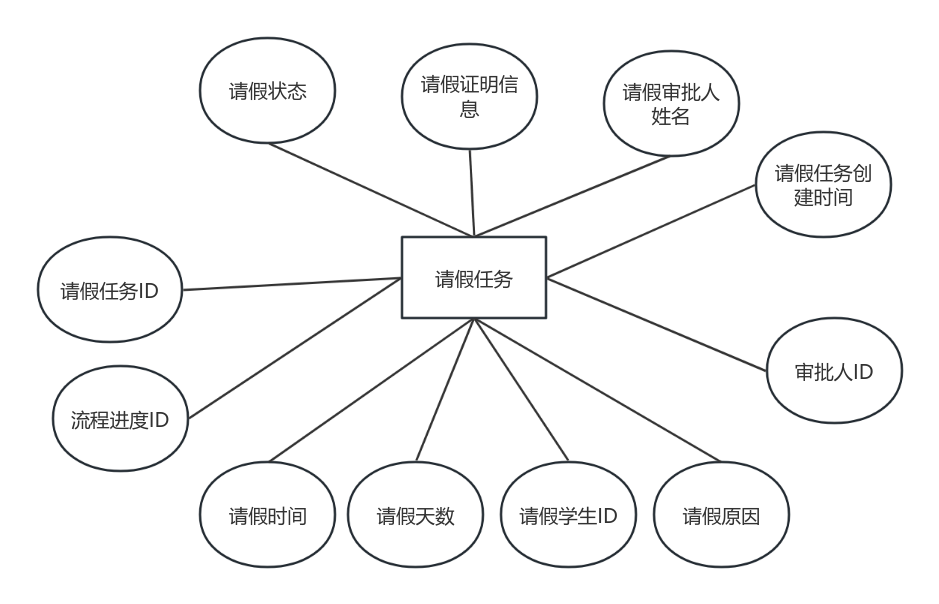 请假状态
请假证明信
息
请假审批人
姓名
请假任务创
建时间
请假任务
请假任务ID
审批人ID
流程进度ID
请假时间
请假天数
请假学生ID
请假原因